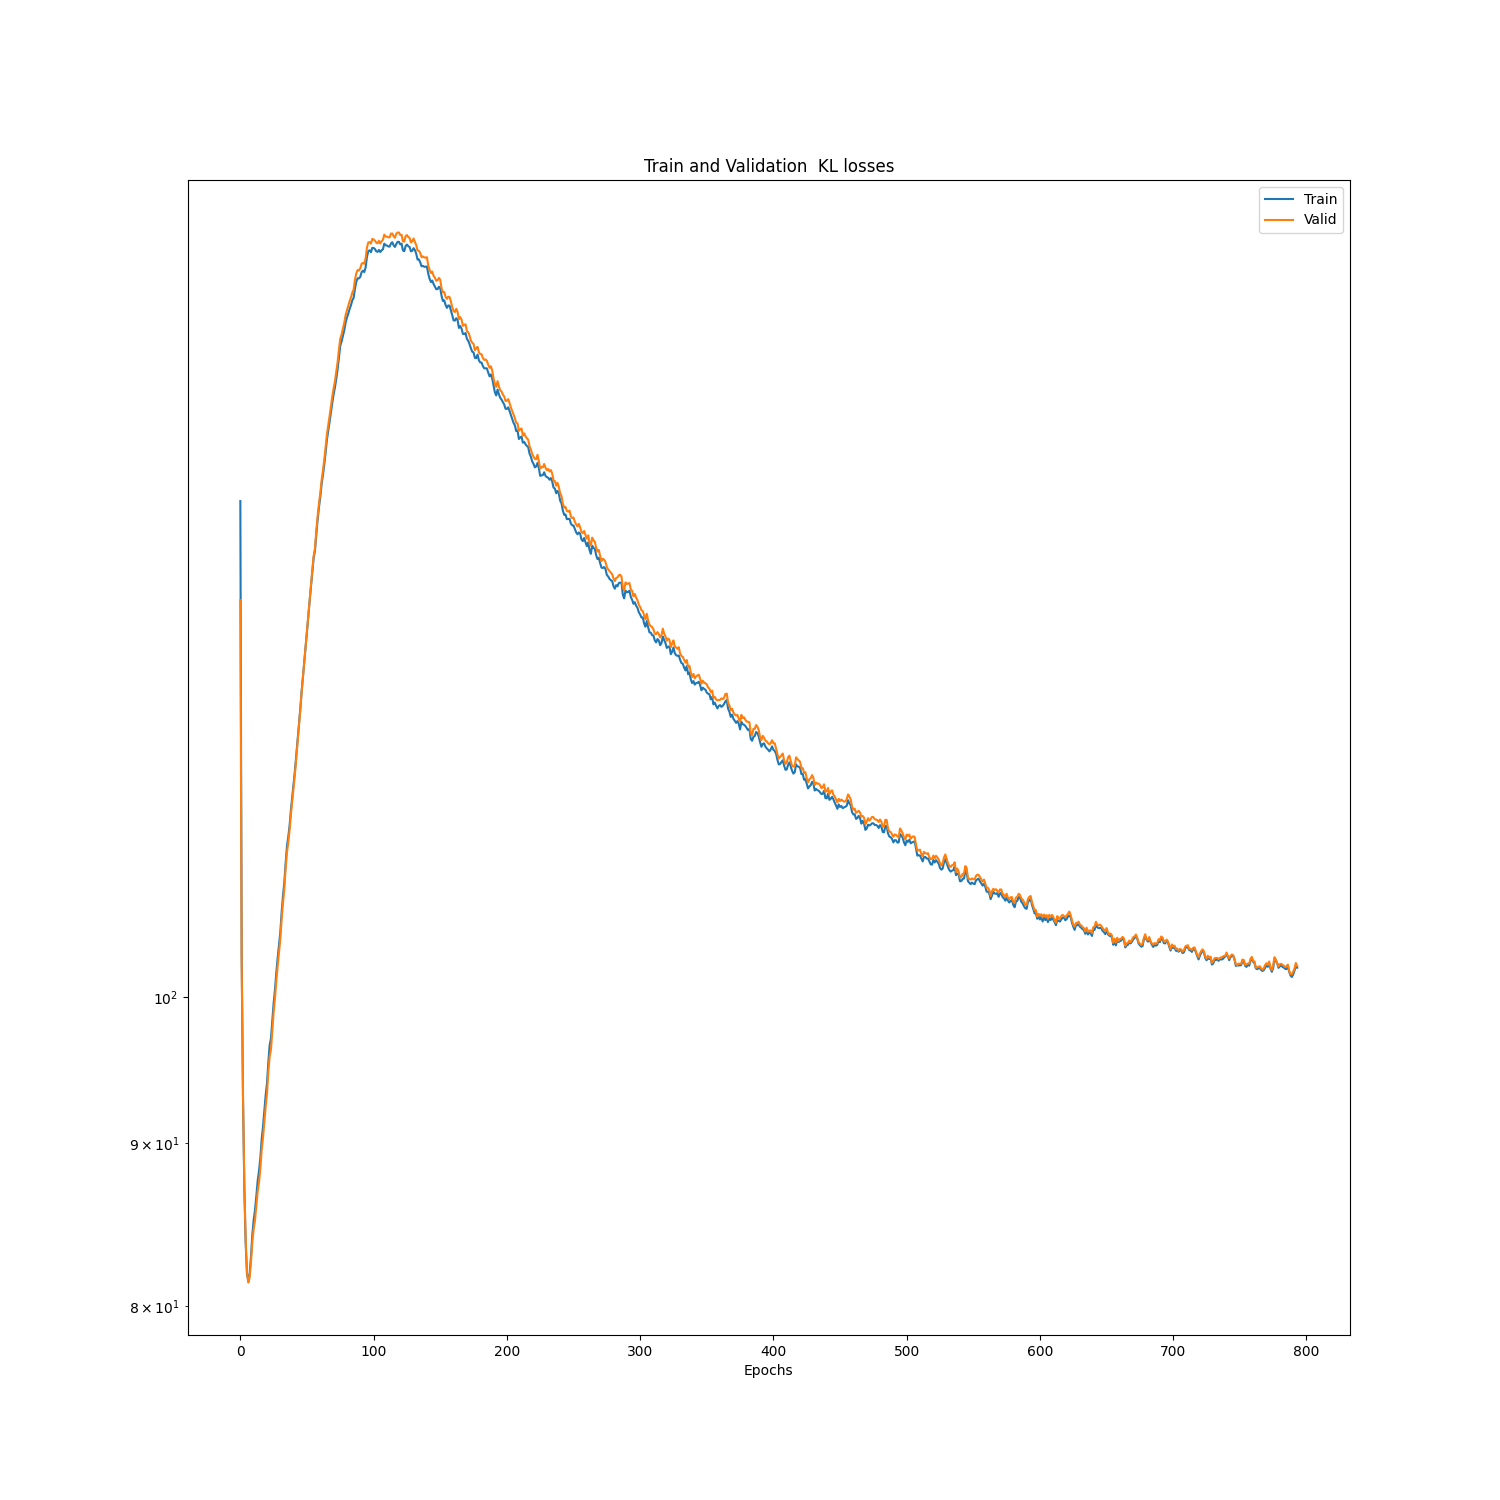 Train and Validation  KL losses
Train
Valid
10²
9 × 10¹
8 × 10¹
0 100 200 300 400 500 600 700 800
Epochs